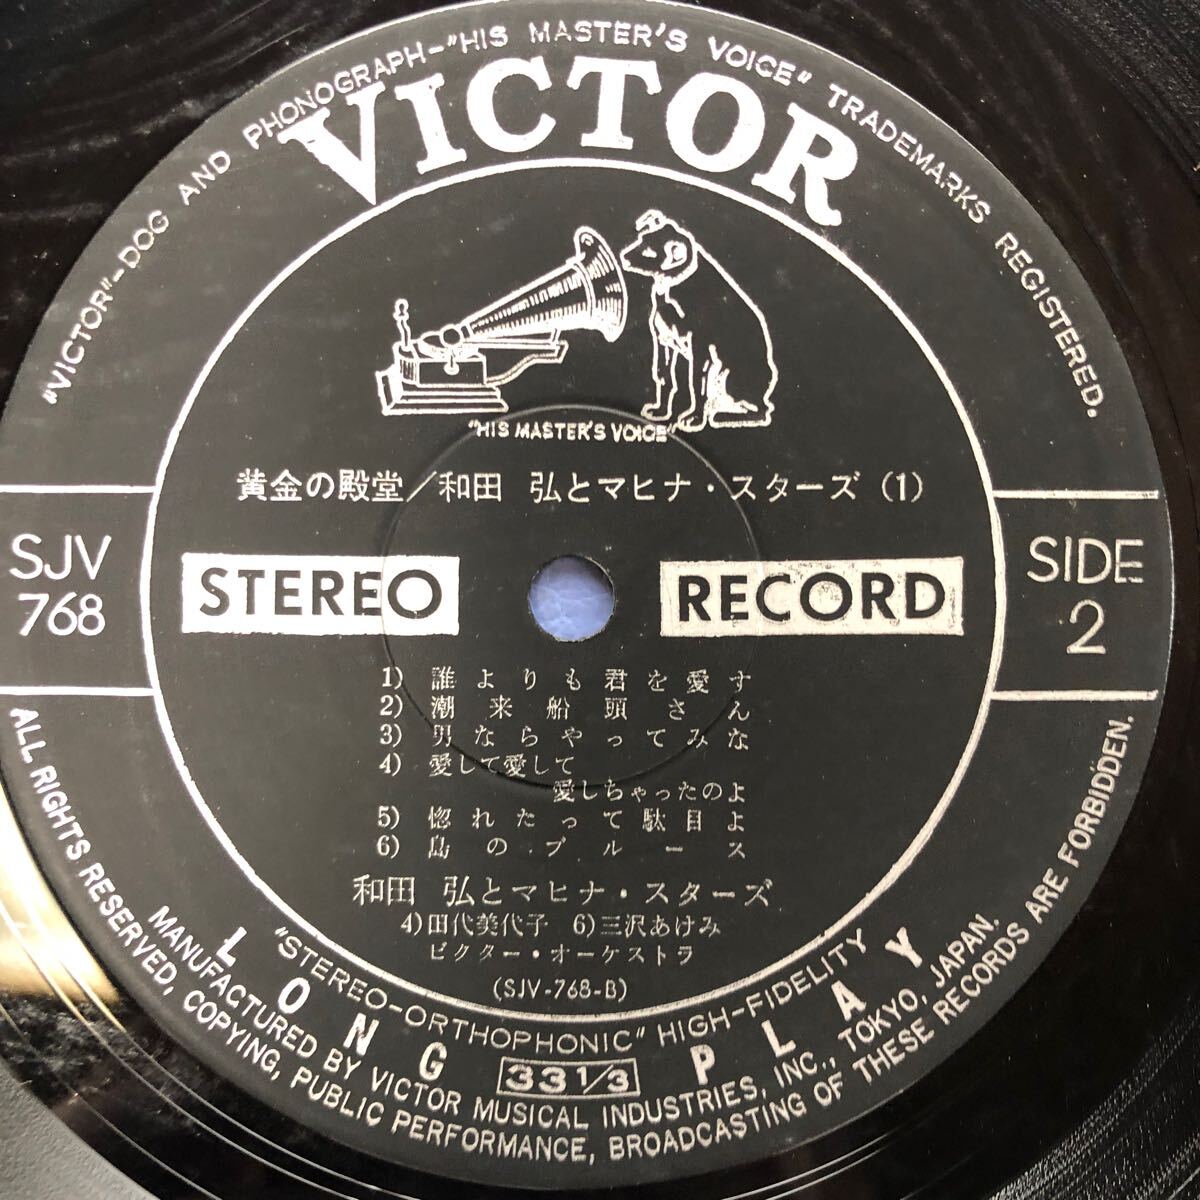 "VICTOR"-DOG AND PHONOGRAPH-"HIS MASTER'S VOICE" TRADEMARKS REGISTERED.
VICTOR
"HIS MASTER'S VOICE"
黄金の殿堂/和田 弘とマヒナ・スターズ(1)
SJV
768
STEREO
RECORD
SIDE
2
1) 誰よりも君を愛す
2) 潮来船頭さん
3) 男ならやってみな
4) 愛して愛して
愛しちゃったのよ
5) 惚れたって駄目よ
6) 島のブルース
和田 弘とマヒナ・スターズ
4)田代美代子 6)三沢あけみ
ビクター・オーケストラ
(SJV-768-B)
"STEREO-ORTHOPHONIC" HIGH-FIDELITY
LONG PLAY
33 1/3
MANUFACTURED BY VICTOR MUSICAL INDUSTRIES, INC., TOKYO, JAPAN.
ALL RIGHTS RESERVED, COPYING, PUBLIC PERFORMANCE, BROADCASTING OF THESE RECORDS ARE FORBIDDEN.